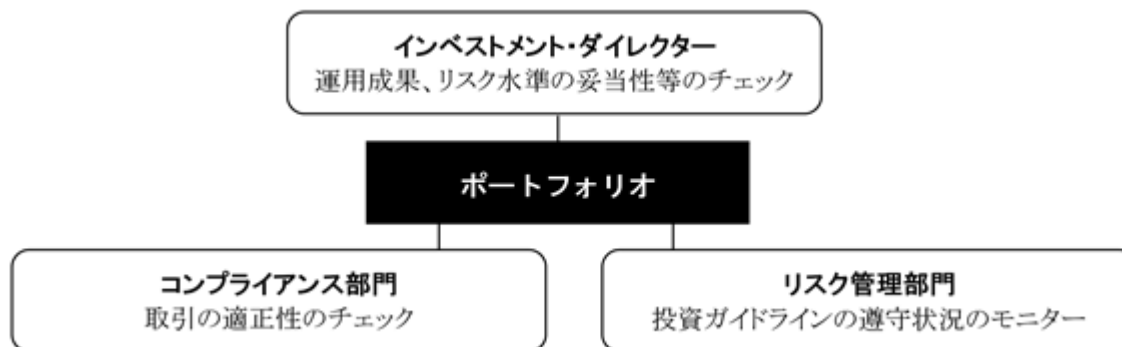 インベストメント・ダイレクター
運用成果、リスク水準の妥当性等のチェック
ポートフォリオ
コンプライアンス部門
取引の適正性のチェック
リスク管理部門
投資ガイドラインの遵守状況のモニター